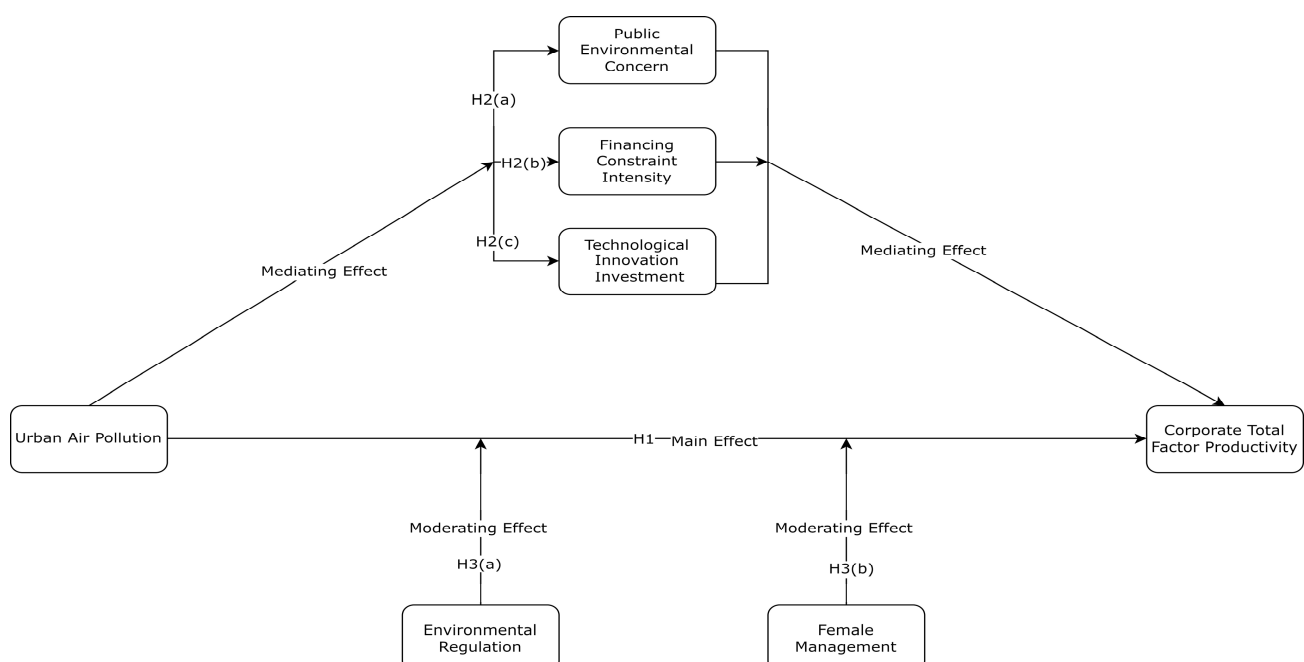 Public
Environmental
Concern
H2(a)
Financing
Constraint
Intensity
H2(b)
H2(c)
Technological
Innovation
Investment
Mediating Effect
Mediating Effect
Urban Air Pollution
H1
Main Effect
Corporate Total
Factor Productivity
Moderating Effect
H3(a)
Moderating Effect
H3(b)
Environmental
Regulation
Female
Management